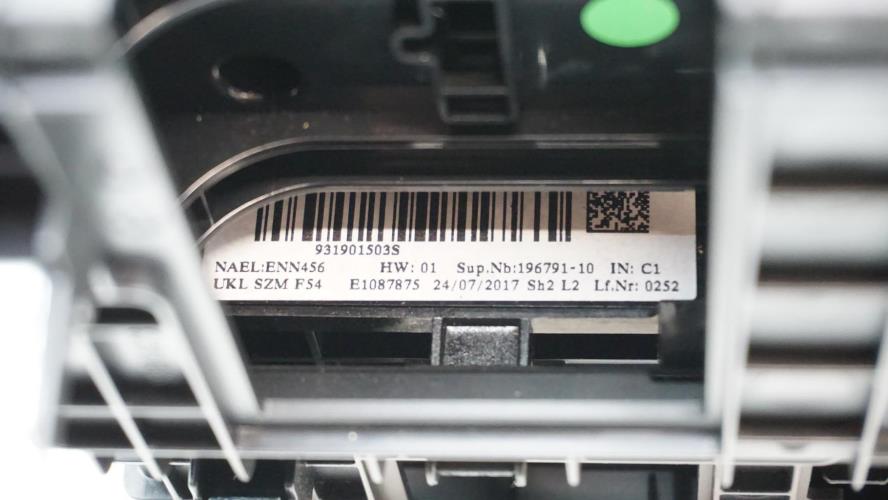 931901503S
NAEL:ENN456 HW: 01 Sup.Nb:196791-10 IN: C1
UKL SZM F54 E1087875 24/07/2017 Sh2 L2 Lf.Nr: 0252